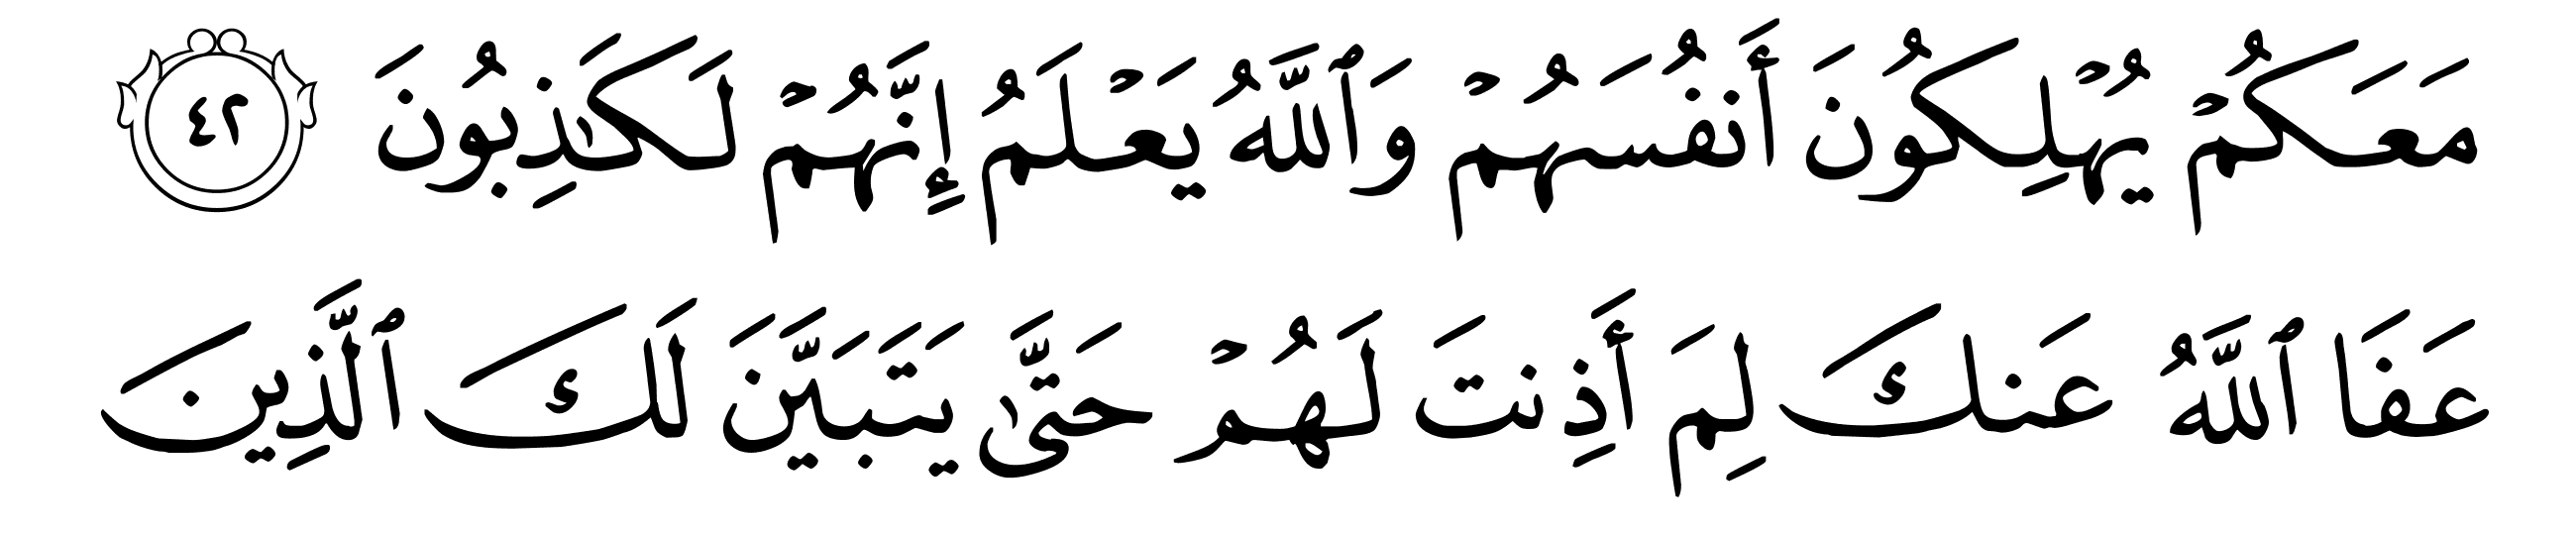 مَعَكُمۡ يُهۡلِكُونَ أَنفُسَهُمۡ وَٱللَّهُ يَعۡلَمُ إِنَّهُمۡ لَكَٰذِبُونَ ٤٢
عَفَا ٱللَّهُ عَنكَ لِمَ أَذِنتَ لَهُمۡ حَتَّىٰ يَتَبَيَّنَ لَكَ ٱلَّذِينَ